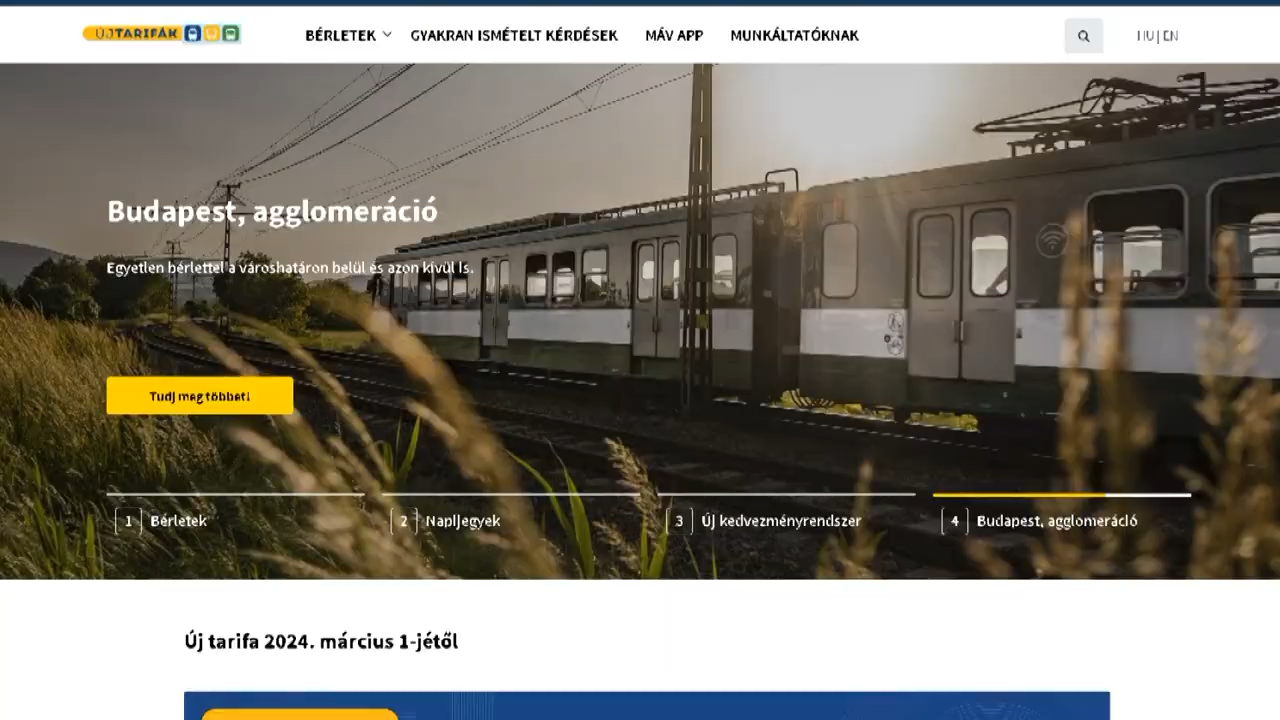 ÚJTARIFÁK
BÉRLETEK
GYAKRAN ISMÉTELT KÉRDÉSEK
MÁV APP
MUNKÁLTATÓKNAK
HU | EN
Budapest, agglomeráció
Egyetlen bérlettel a városhatáron belül és azon kívül is.
Tudj meg többet!
1 Bérletek
2 Napijegyek
3 Új kedvezményrendszer
4 Budapest, agglomeráció
Új tarifa 2024. március 1-jétől